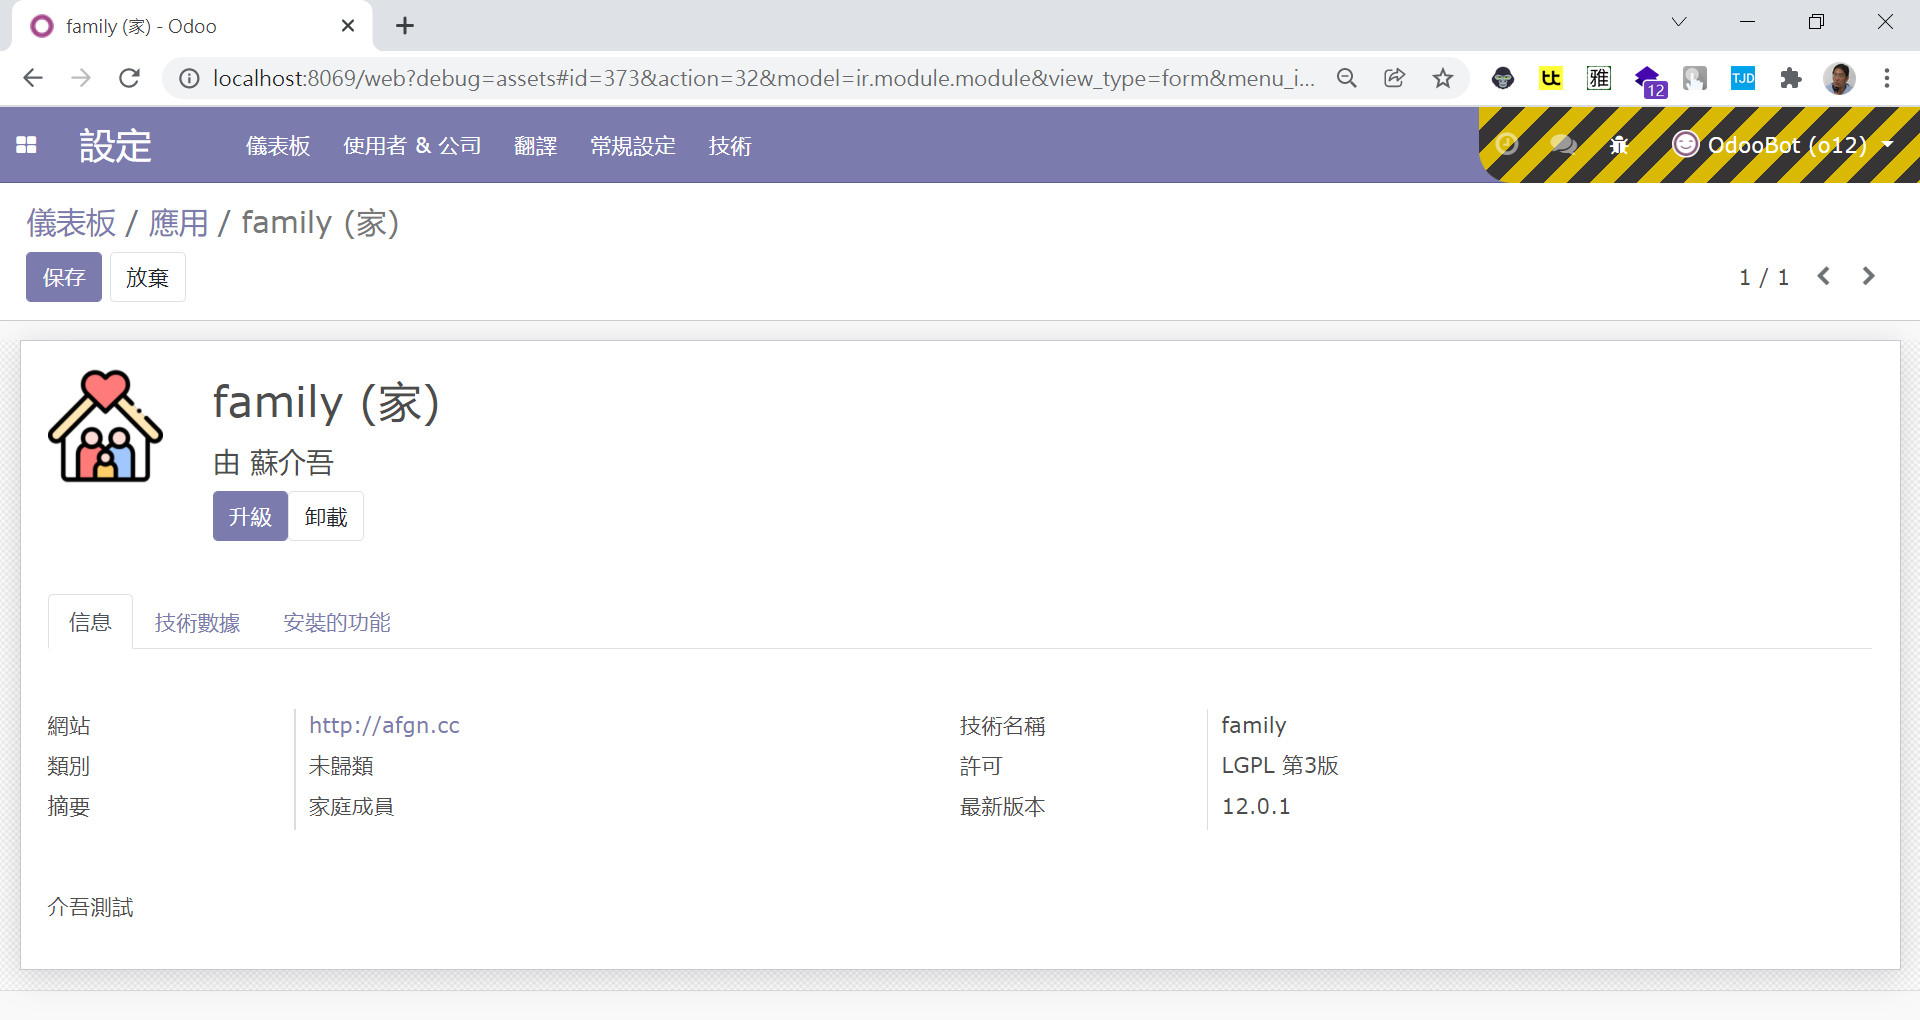 family (家) - Odoo
localhost:8069/web?debug=assets#id=373&action=32&model=ir.module.module&view_type=form&menu_i...
tt
雅
12
TJD
設定
儀表板
使用者 & 公司
翻譯
常規設定
技術
OdooBot (o12)
儀表板 / 應用 / family (家)
保存
放棄
1 / 1
family (家)
由 蘇介吾
升級
卸載
信息
技術數據
安裝的功能
網站
http://afgn.cc
技術名稱
family
類別
未歸類
許可
LGPL 第3版
摘要
家庭成員
最新版本
12.0.1
介吾測試